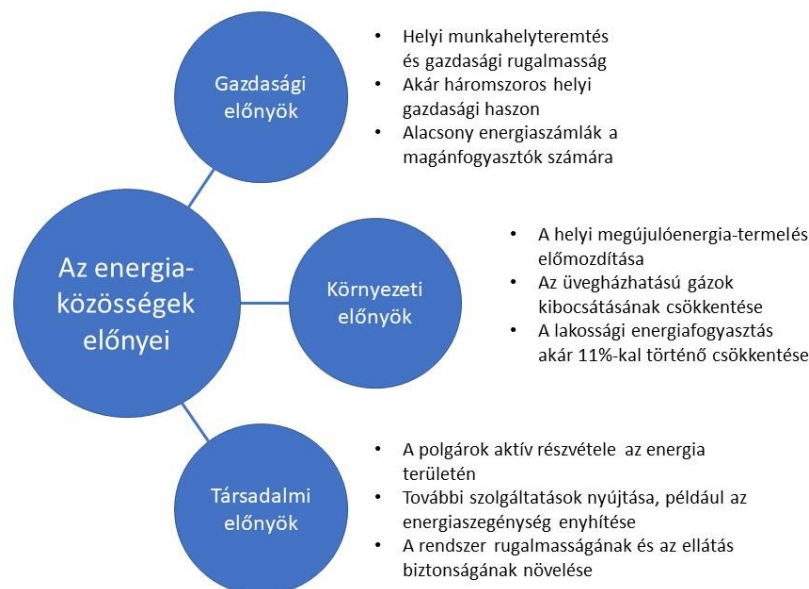 Az energia-
közösségek
előnyei
Gazdasági
előnyök
• Helyi munkahelyteremtés
és gazdasági rugalmasság
• Akár háromszoros helyi
gazdasági haszon
• Alacsony energiaszámlák a
magánfogyasztók számára
Környezeti
előnyök
• A helyi megújulóenergia-termelés
előmozdítása
• Az üvegházhatású gázok
kibocsátásának csökkentése
• A lakossági energiafogyasztás
akár 11%-kal történő csökkentése
Társadalmi
előnyök
• A polgárok aktív részvétele az energia
területén
• További szolgáltatások nyújtása, például az
energiaszegénység enyhítése
• A rendszer rugalmasságának és az ellátás
biztonságának növelése